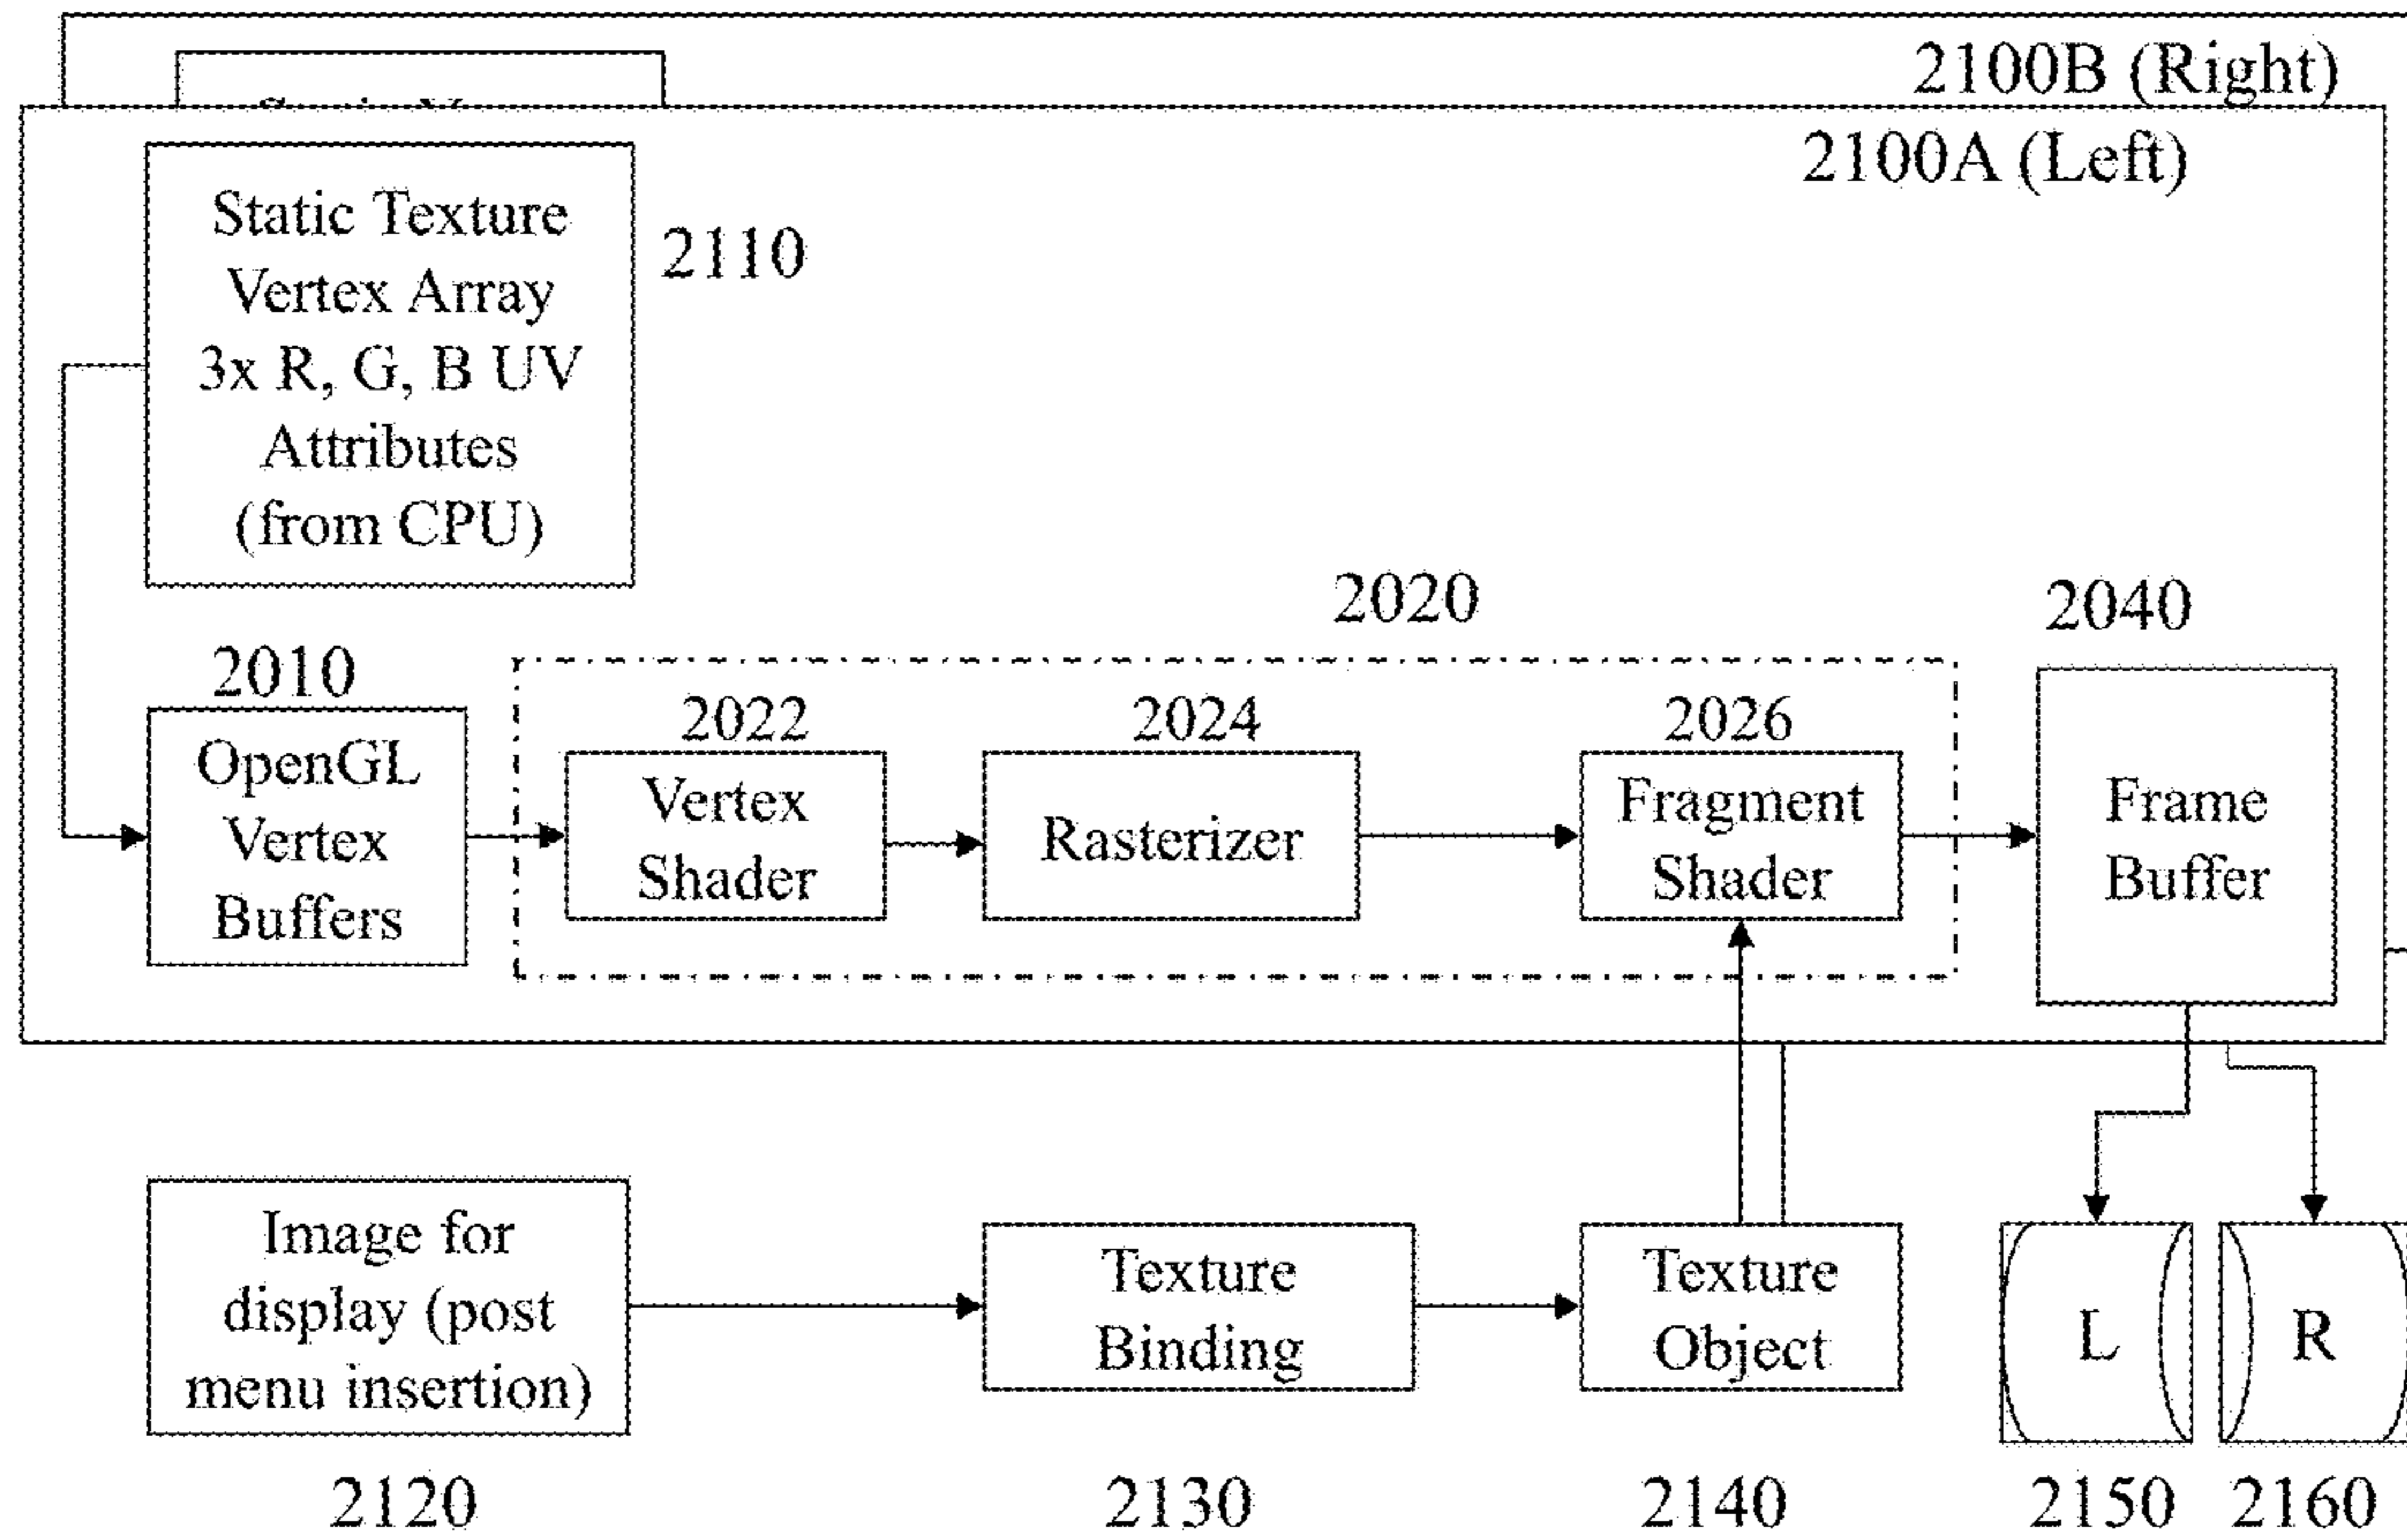 2100B (Right)
2100A (Left)
Static Texture
Vertex Array
3x R, G, B UV
Attributes
(from CPU)
2110
2020
2040
2010
OpenGL
Vertex
Buffers
2022
Vertex
Shader
2024
Rasterizer
2026
Fragment
Shader
Frame
Buffer
Image for
display (post
menu insertion)
Texture
Binding
Texture
Object
L
R
2120
2130
2140
2150
2160